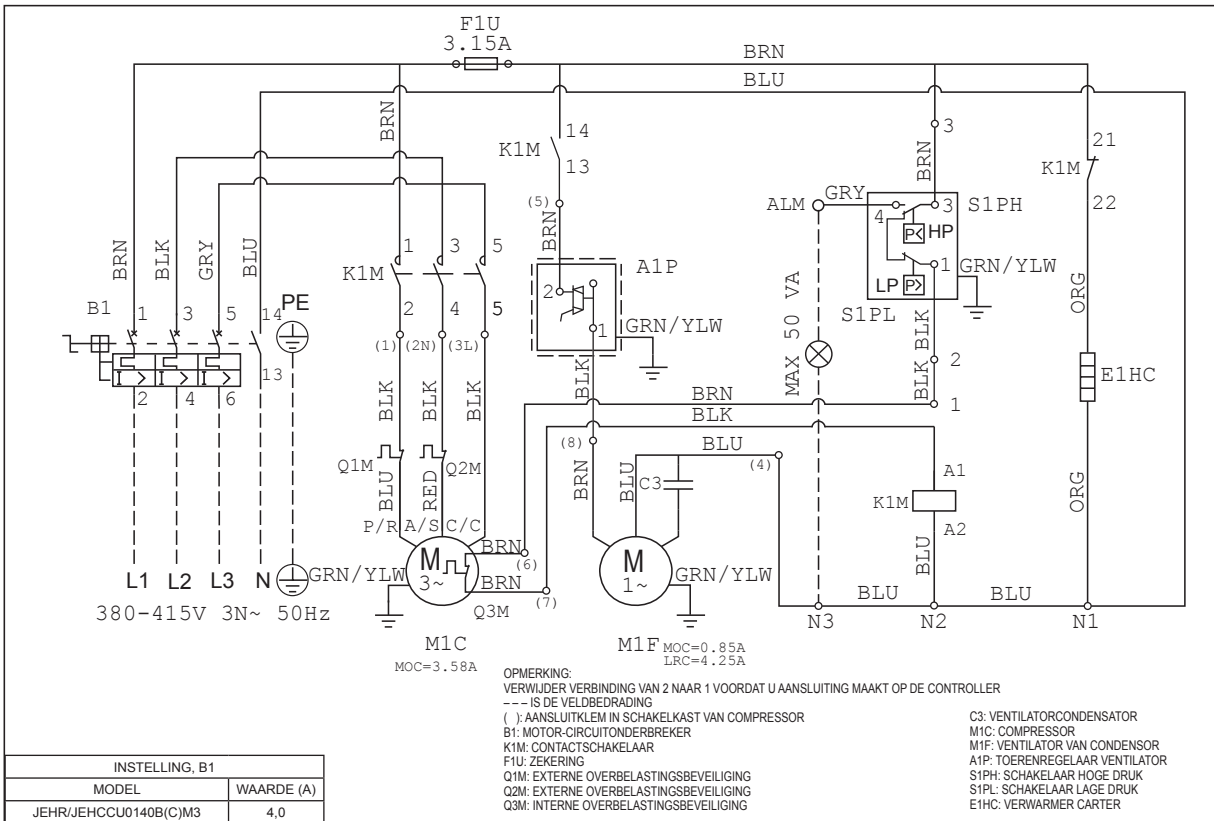 F1U
3.15A
BRN
BLU
BRN
14
K1M
13
3
BRN
21
K1M
22
(5)
BRN
ALM
GRY
4
3
S1PH
P<
HP
1
LP
P>
GRN/YLW
S1PL
BRN
BLK
GRY
BLU
1
3
5
K1M
2
4
5
A1P
2
1
GRN/YLW
ORG
B1
1
3
5
14
PE
13
2
4
6
I >
I >
I >
(1)
(2N)
(3L)
BLK
BLK
BLK
BLK
MAX 50 VA
BLK
BLK
2
1
E1HC
BRN
BLK
Q1M
Q2M
BLU
RED
(8)
BRN
BLU
C3
BLU
(4)
A1
K1M
A2
BLU
ORG
P/R
A/S
C/C
M
3~
BRN
(6)
BRN
(7)
Q3M
GRN/YLW
M
1~
GRN/YLW
L1
L2
L3
N
380-415V 3N~ 50Hz
BLU
BLU
N3
N2
N1
M1C
MOC=3.58A
M1F
MOC=0.85A
LRC=4.25A
OPMERKING:
VERWIJDER VERBINDING VAN 2 NAAR 1 VOORDAT U AANSLUITING MAAKT OP DE CONTROLLER
---- IS DE VELDBEDRADING
( ): AANSLUITKLEM IN SCHAKELKAST VAN COMPRESSOR
B1: MOTOR-CIRCUITONDERBREKER
K1M: CONTACTSCHAKELAAR
F1U: ZEKERING
Q1M: EXTERNE OVERBELASTINGSBEVEILIGING
Q2M: EXTERNE OVERBELASTINGSBEVEILIGING
Q3M: INTERNE OVERBELASTINGSBEVEILIGING
C3: VENTILATORCONDENSATOR
M1C: COMPRESSOR
M1F: VENTILATOR VAN CONDENSOR
A1P: TOERENREGELAAR VENTILATOR
S1PH: SCHAKELAAR HOGE DRUK
S1PL: SCHAKELAAR LAGE DRUK
E1HC: VERWARMER CARTER
INSTELLING, B1
MODEL
WAARDE (A)
JEHR/JEHCCU0140B(C)M3
4,0